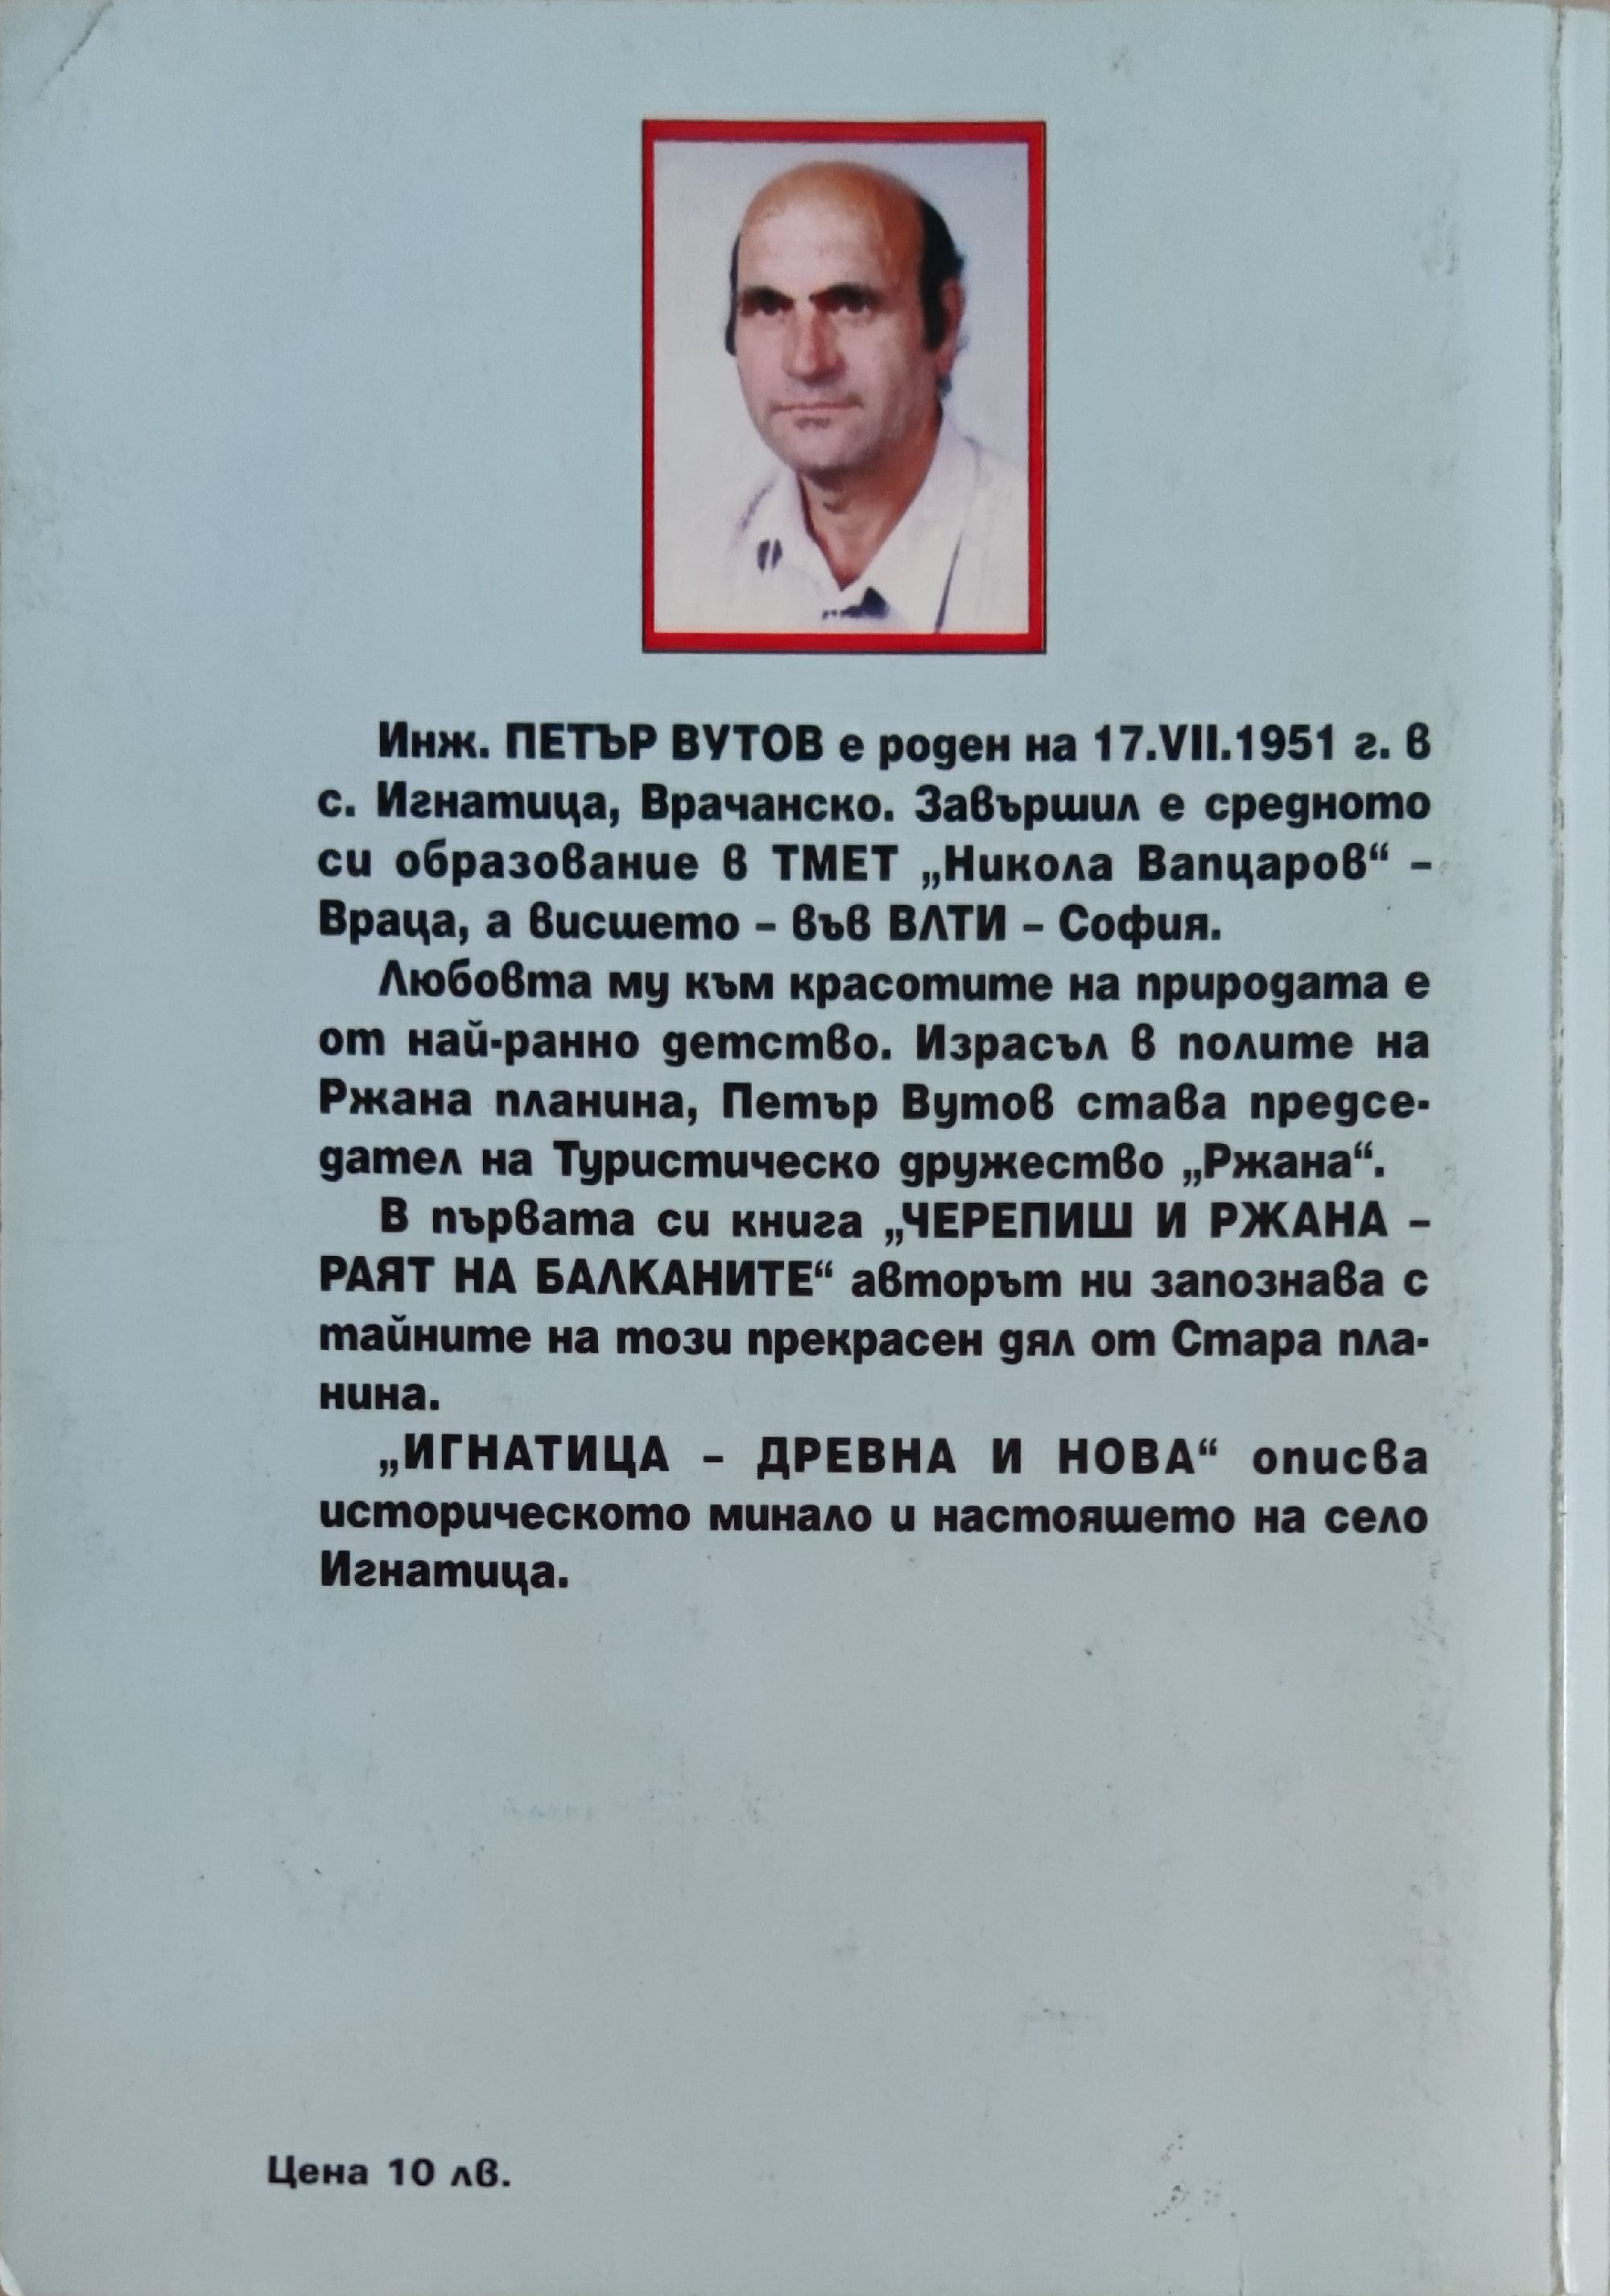 Инж. ПЕТЪР ВУТОВ е роден на 17.VII.1951 г. в
с. Игнатица, Врачанско. Завършил е средното
си образование в ТМЕТ „Никола Вапцаров“ –
Враца, а висшето – във ВЛТИ – София.
Любовта му към красотите на природата е
от най-ранно детство. Израсъл в полите на
Ржана планина, Петър Вутов става предсе-
дател на Туристическо дружество „Ржана“.
В първата си книга „ЧЕРЕПИШ И РЖАНА –
РАЯТ НА БАЛКАНИТЕ“ авторът ни запознава с
тайните на този прекрасен дял от Стара пла-
нина.
„ИГНАТИЦА – ДРЕВНА И НОВА“ описва
историческото минало и настояшето на село
Игнатица.
Цена 10 лв.